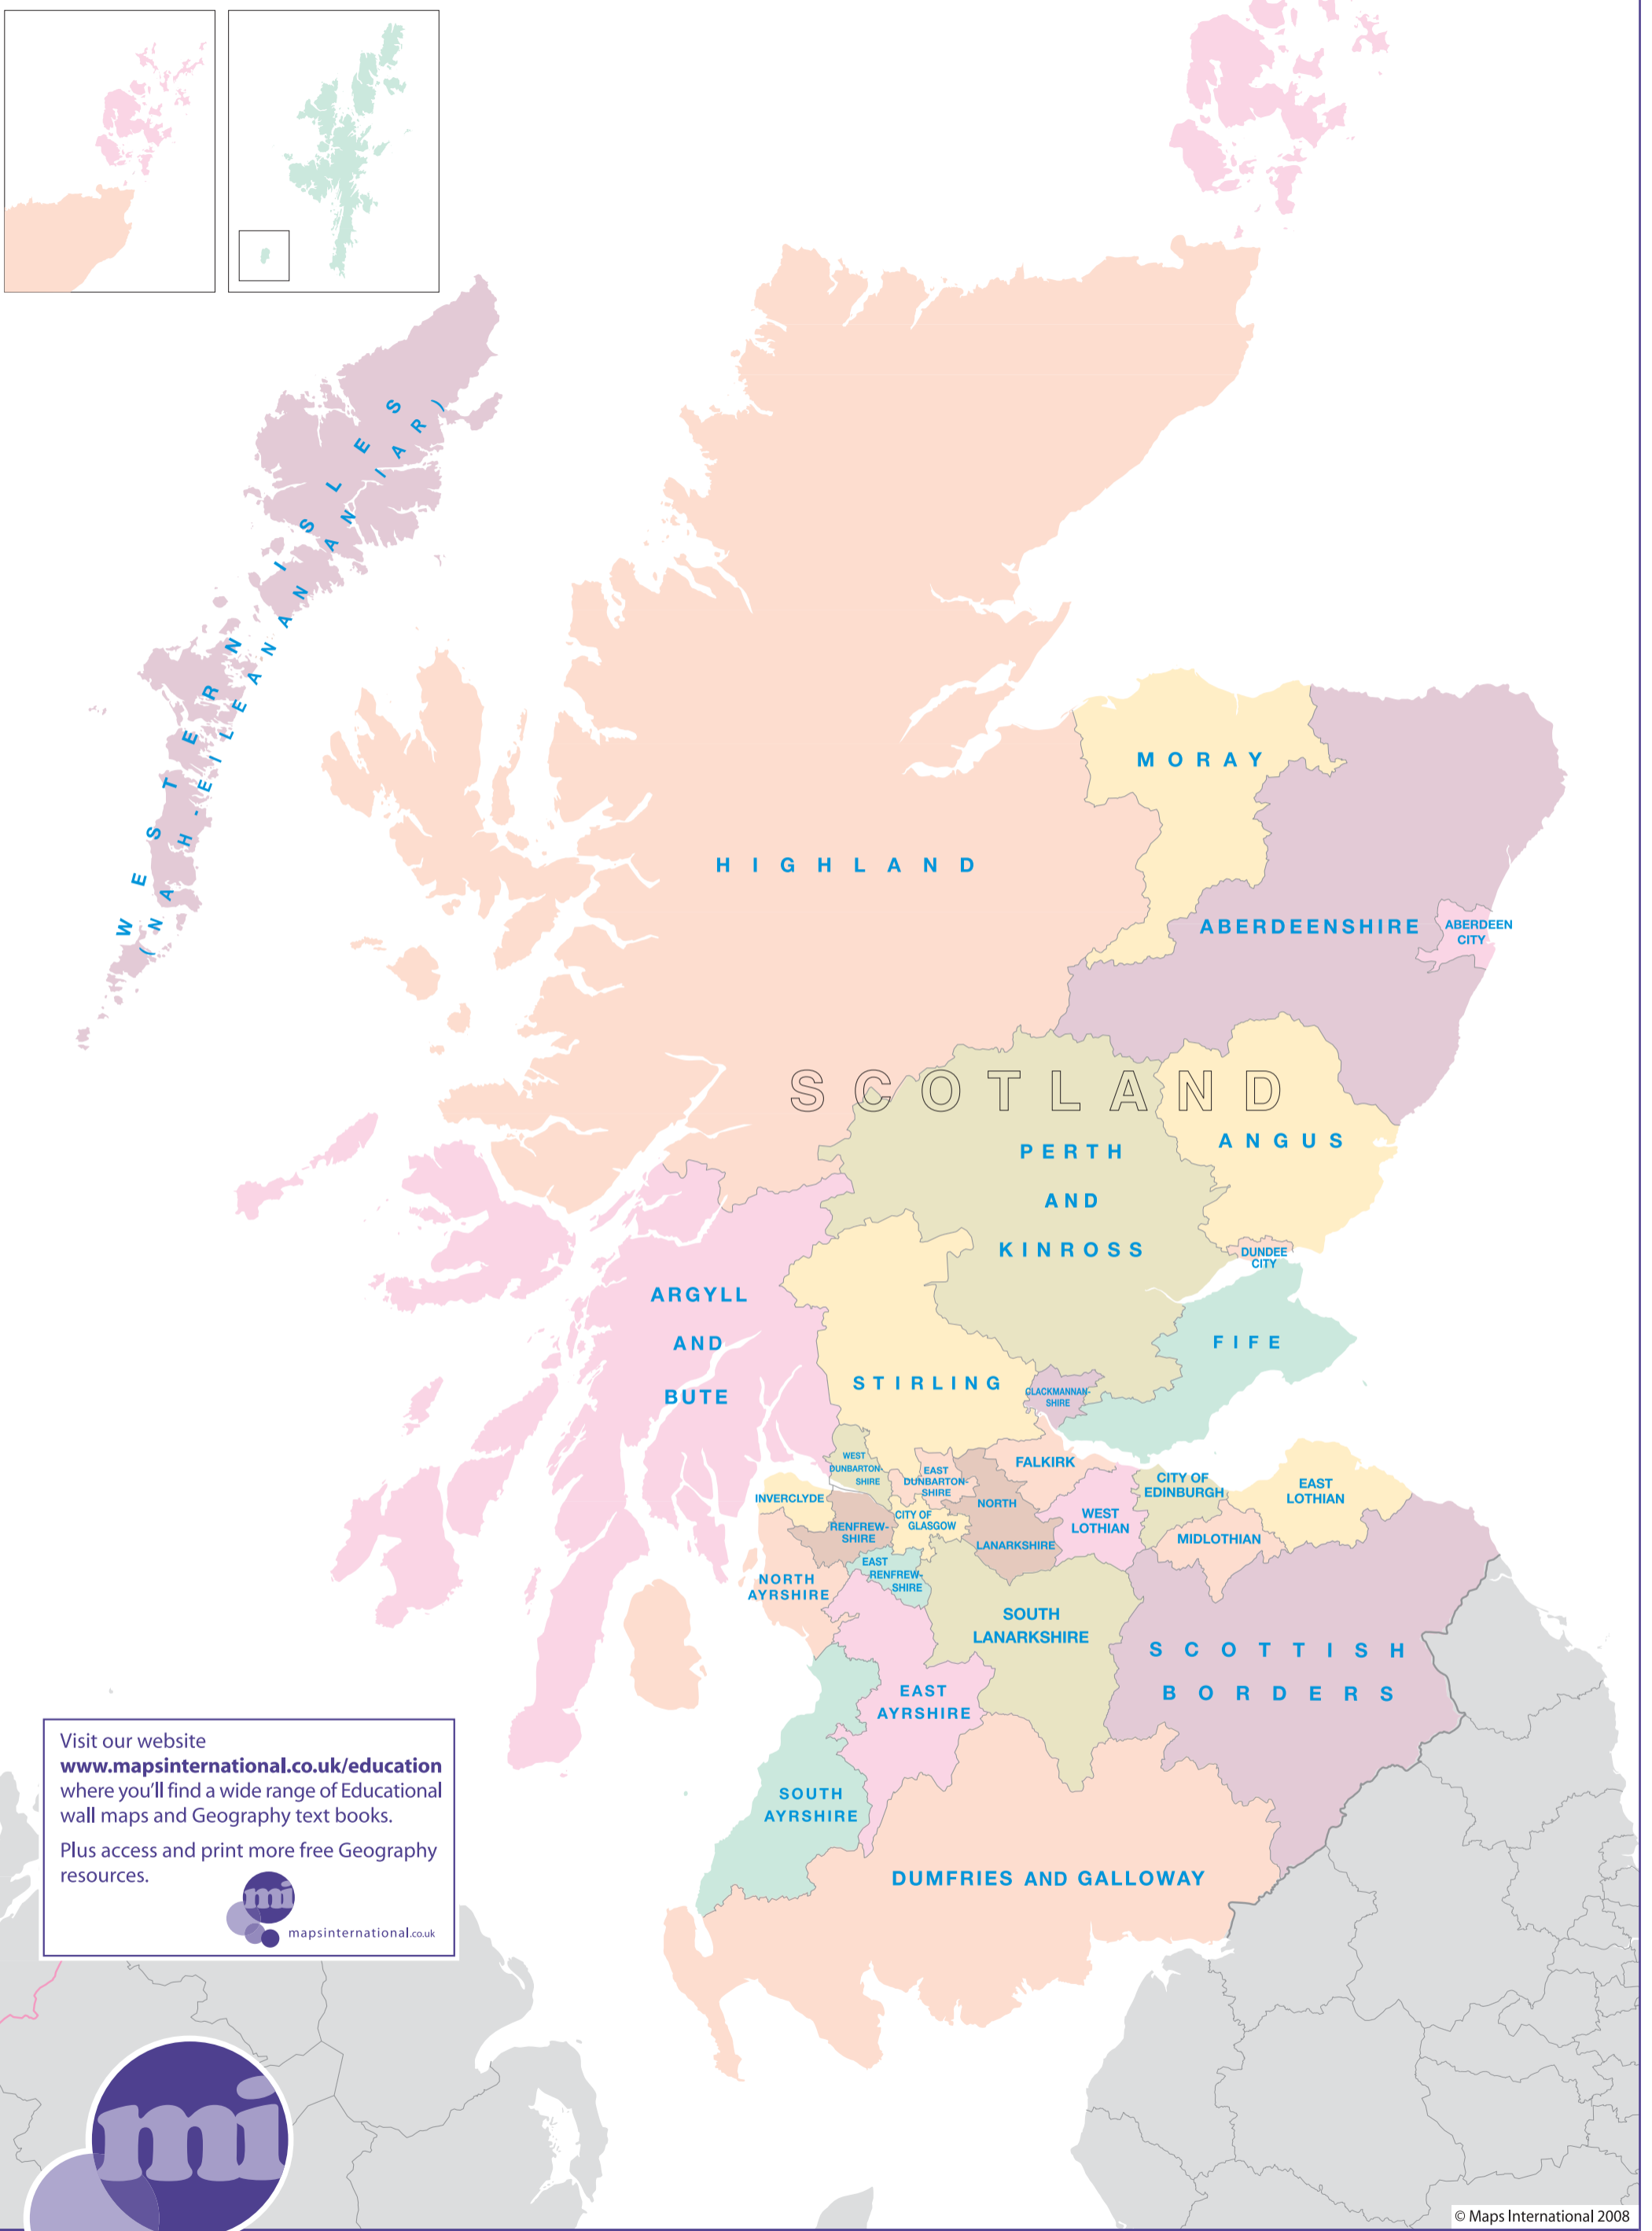 WESTERN ISLES
(NA H-EILEANAN AN IAR)
HIGHLAND
MORAY
ABERDEENSHIRE
ABERDEEN
CITY
SCOTLAND
PERTH
AND
KINROSS
ANGUS
DUNDEE
CITY
ARGYLL
AND
BUTE
STIRLING
FIFE
CLACKMANNAN-
SHIRE
WEST
DUNBARTON-
SHIRE
EAST
DUNBARTON-
SHIRE
FALKIRK
CITY OF
EDINBURGH
EAST
LOTHIAN
INVERCLYDE
RENFREW-
SHIRE
CITY OF
GLASGOW
NORTH
LANARKSHIRE
WEST
LOTHIAN
MIDLOTHIAN
EAST
RENFREW-
SHIRE
NORTH
AYRSHIRE
SOUTH
LANARKSHIRE
SCOTTISH
BORDERS
EAST
AYRSHIRE
SOUTH
AYRSHIRE
DUMFRIES AND GALLOWAY
Visit our website
www.mapsinternational.co.uk/education
where you'll find a wide range of Educational
wall maps and Geography text books.
Plus access and print more free Geography
resources.
mi
mapsinternational.co.uk
mi
© Maps International 2008